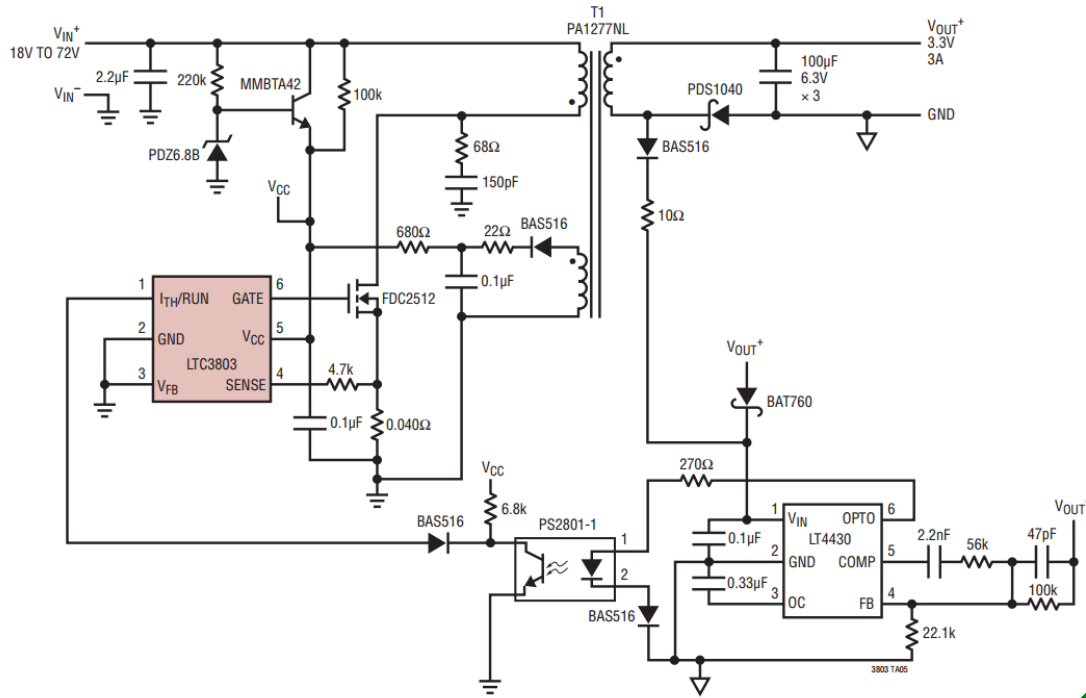 T1
PA1277NL
VIN+
18V TO 72V
2.2µF
VIN−
220k
MMBTA42
100k
PDZ6.8B
VCC
68Ω
150pF
VOUT+
3.3V
3A
100µF
6.3V
× 3
PDS1040
GND
BAS516
10Ω
680Ω
22Ω
BAS516
0.1µF
FDC2512
1
ITH/RUN
GATE
6
2
GND
VCC
5
LTC3803
3
VFB
SENSE
4
4.7k
0.1µF
0.040Ω
VOUT+
BAT760
VCC
6.8k
BAS516
PS2801-1
1
2
BAS516
270Ω
1
VIN
OPTO
6
LT4430
2
GND
COMP
5
3
OC
FB
4
0.1µF
0.33µF
2.2nF
56k
47pF
VOUT
100k
22.1k
3803 TA05